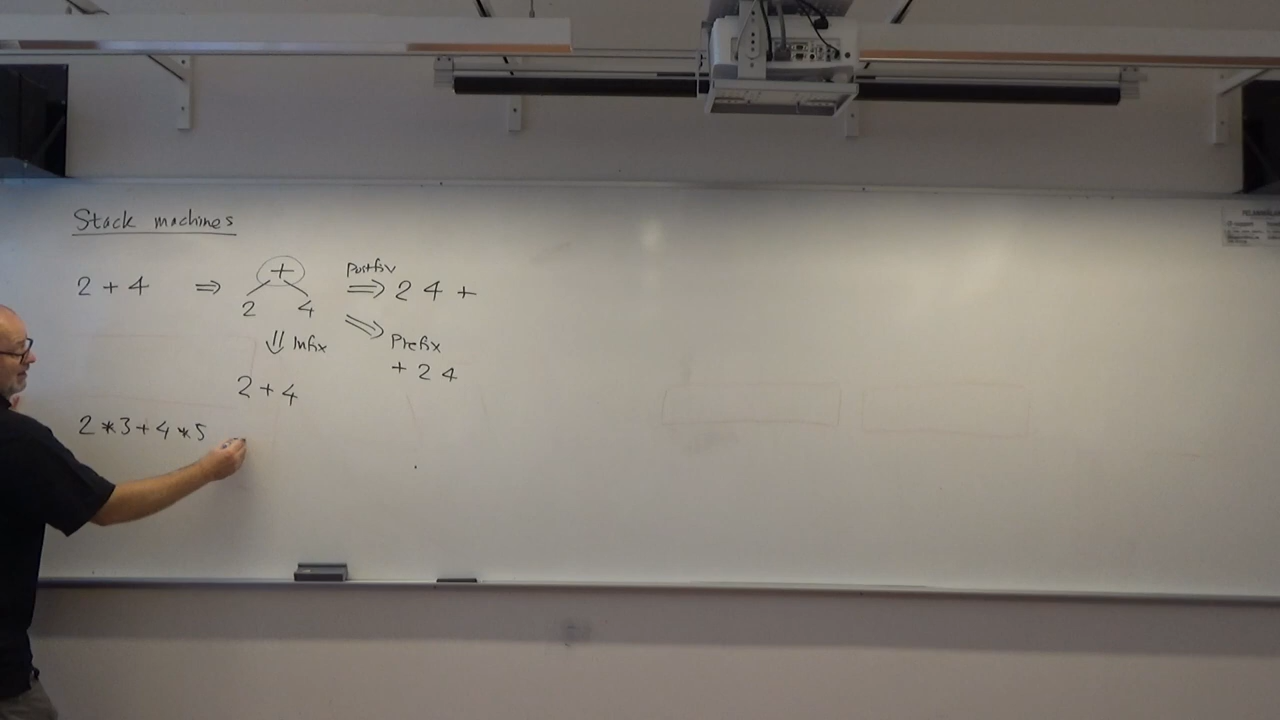 Stack machines
2 + 4 ⇒ + Postfix ⇒ 2 4 +
2 4
⇓ Infix ⇒ Prefix
+ 2 4
2 + 4
2 * 3 + 4 * 5